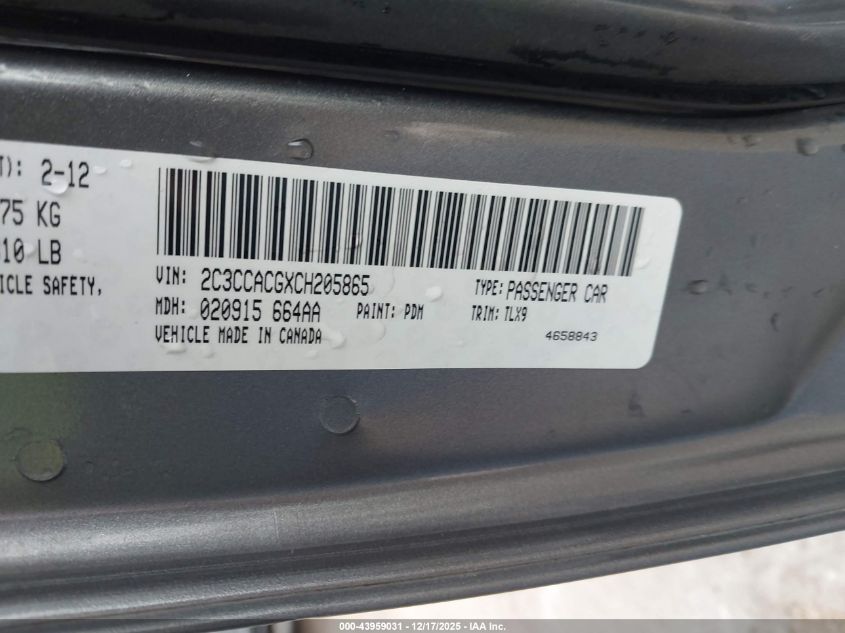 T): 2-12
75 KG
10 LB
ICLE SAFETY,
VIN: 2C3CCACGXCH205865 TYPE: PASSENGER CAR
MDH: 020915 664AA PAINT: PDM TRIM: TLX9
VEHICLE MADE IN CANADA 4658843
000-43959031 - 12/17/2025 - IAA Inc.